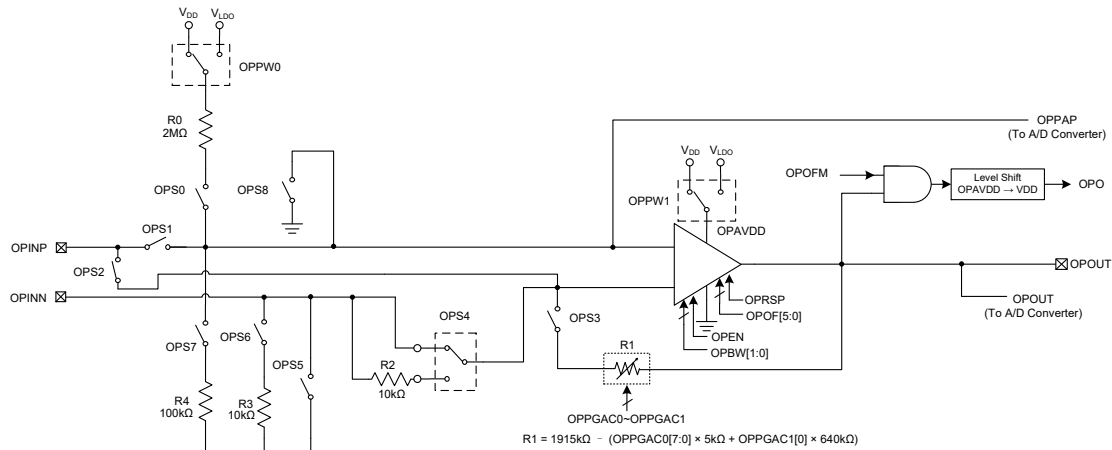 VDD VLDO
OPPW0
R0
2MΩ
OPPAP
(To A/D Converter)
VDD VLDO
OPS0
OPS8
OPOFM
Level Shift
OPAVDD → VDD
OPO
OPPW1
OPAVDD
OPS1
OPINP
OPS2
OPOUT
OPINN
OPRSP
OPOF[5:0]
OPOUT
(To A/D Converter)
OPS4
OPS3
OPEN
OPBW[1:0]
OPS7
OPS6
OPS5
R1
R2
10kΩ
R4
100kΩ
R3
10kΩ
OPPGAC0~OPPGAC1
R1 = 1915kΩ − (OPPGAC0[7:0] × 5kΩ + OPPGAC1[0] × 640kΩ)